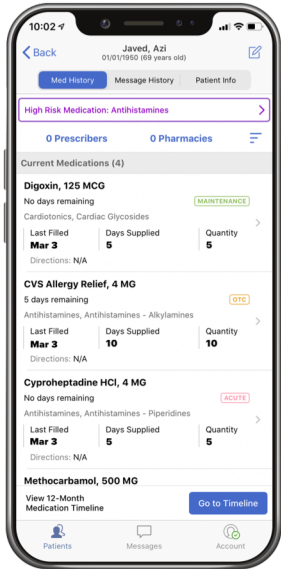 10:02
Back
Javed, Azi
01/01/1950 (69 years old)
Med History
Message History
Patient Info
High Risk Medication: Antihistamines
0 Prescribers
0 Pharmacies
Current Medications (4)
Digoxin, 125 MCG
No days remaining
MAINTENANCE
Cardiotonics, Cardiac Glycosides
Last Filled Days Supplied Quantity
Mar 3 5 5
Directions: N/A
CVS Allergy Relief, 4 MG
5 days remaining
OTC
Antihistamines, Antihistamines - Alkylamines
Last Filled Days Supplied Quantity
Mar 3 10 10
Directions: N/A
Cyproheptadine HCl, 4 MG
No days remaining
ACUTE
Antihistamines, Antihistamines - Piperidines
Last Filled Days Supplied Quantity
Mar 3 5 5
Directions: N/A
Methocarbamol, 500 MG
View 12-Month
Medication Timeline
Go to Timeline
Patients
Messages
Account